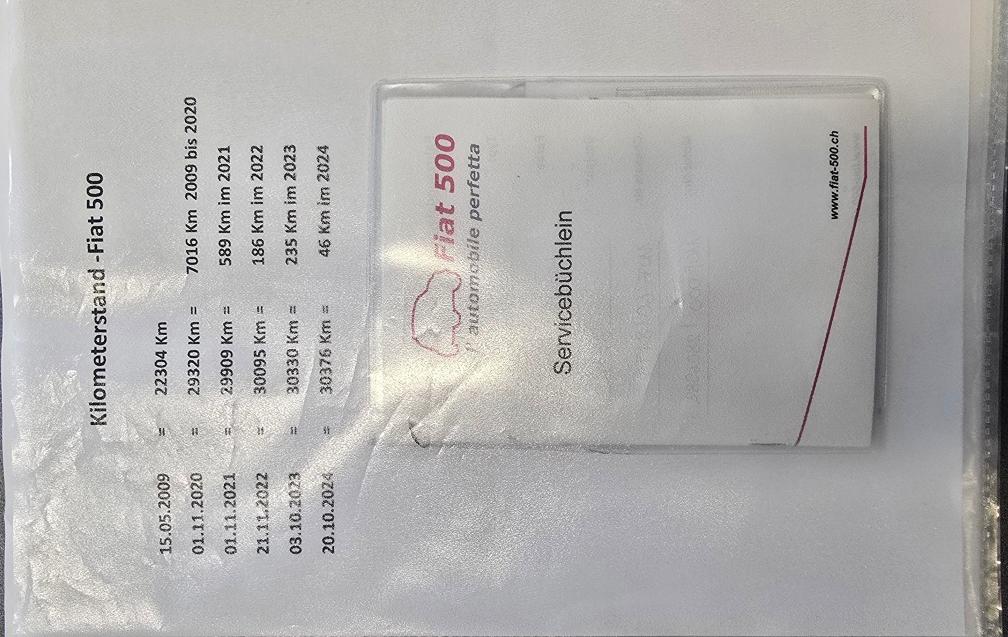 Kilometerstand -Fiat 500
15.05.2009 = 22304 Km
01.11.2020 = 29320 Km = 7016 Km 2009 bis 2020
01.11.2021 = 29909 Km = 589 Km im 2021
21.11.2022 = 30095 Km = 186 Km im 2022
03.10.2023 = 30330 Km = 235 Km im 2023
20.10.2024 = 30376 Km = 46 Km im 2024
Fiat 500
l' automobile perfetta
Servicebüchlein
www.fiat-500.ch